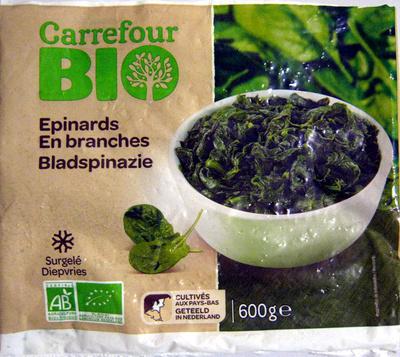 Carrefour
BIO
Epinards
En branches
Bladspinazie
Surgelé
Diepvries
AB
CULTIVÉS
AUX PAYS-BAS
GETEELD
IN NEDERLAND
600g e